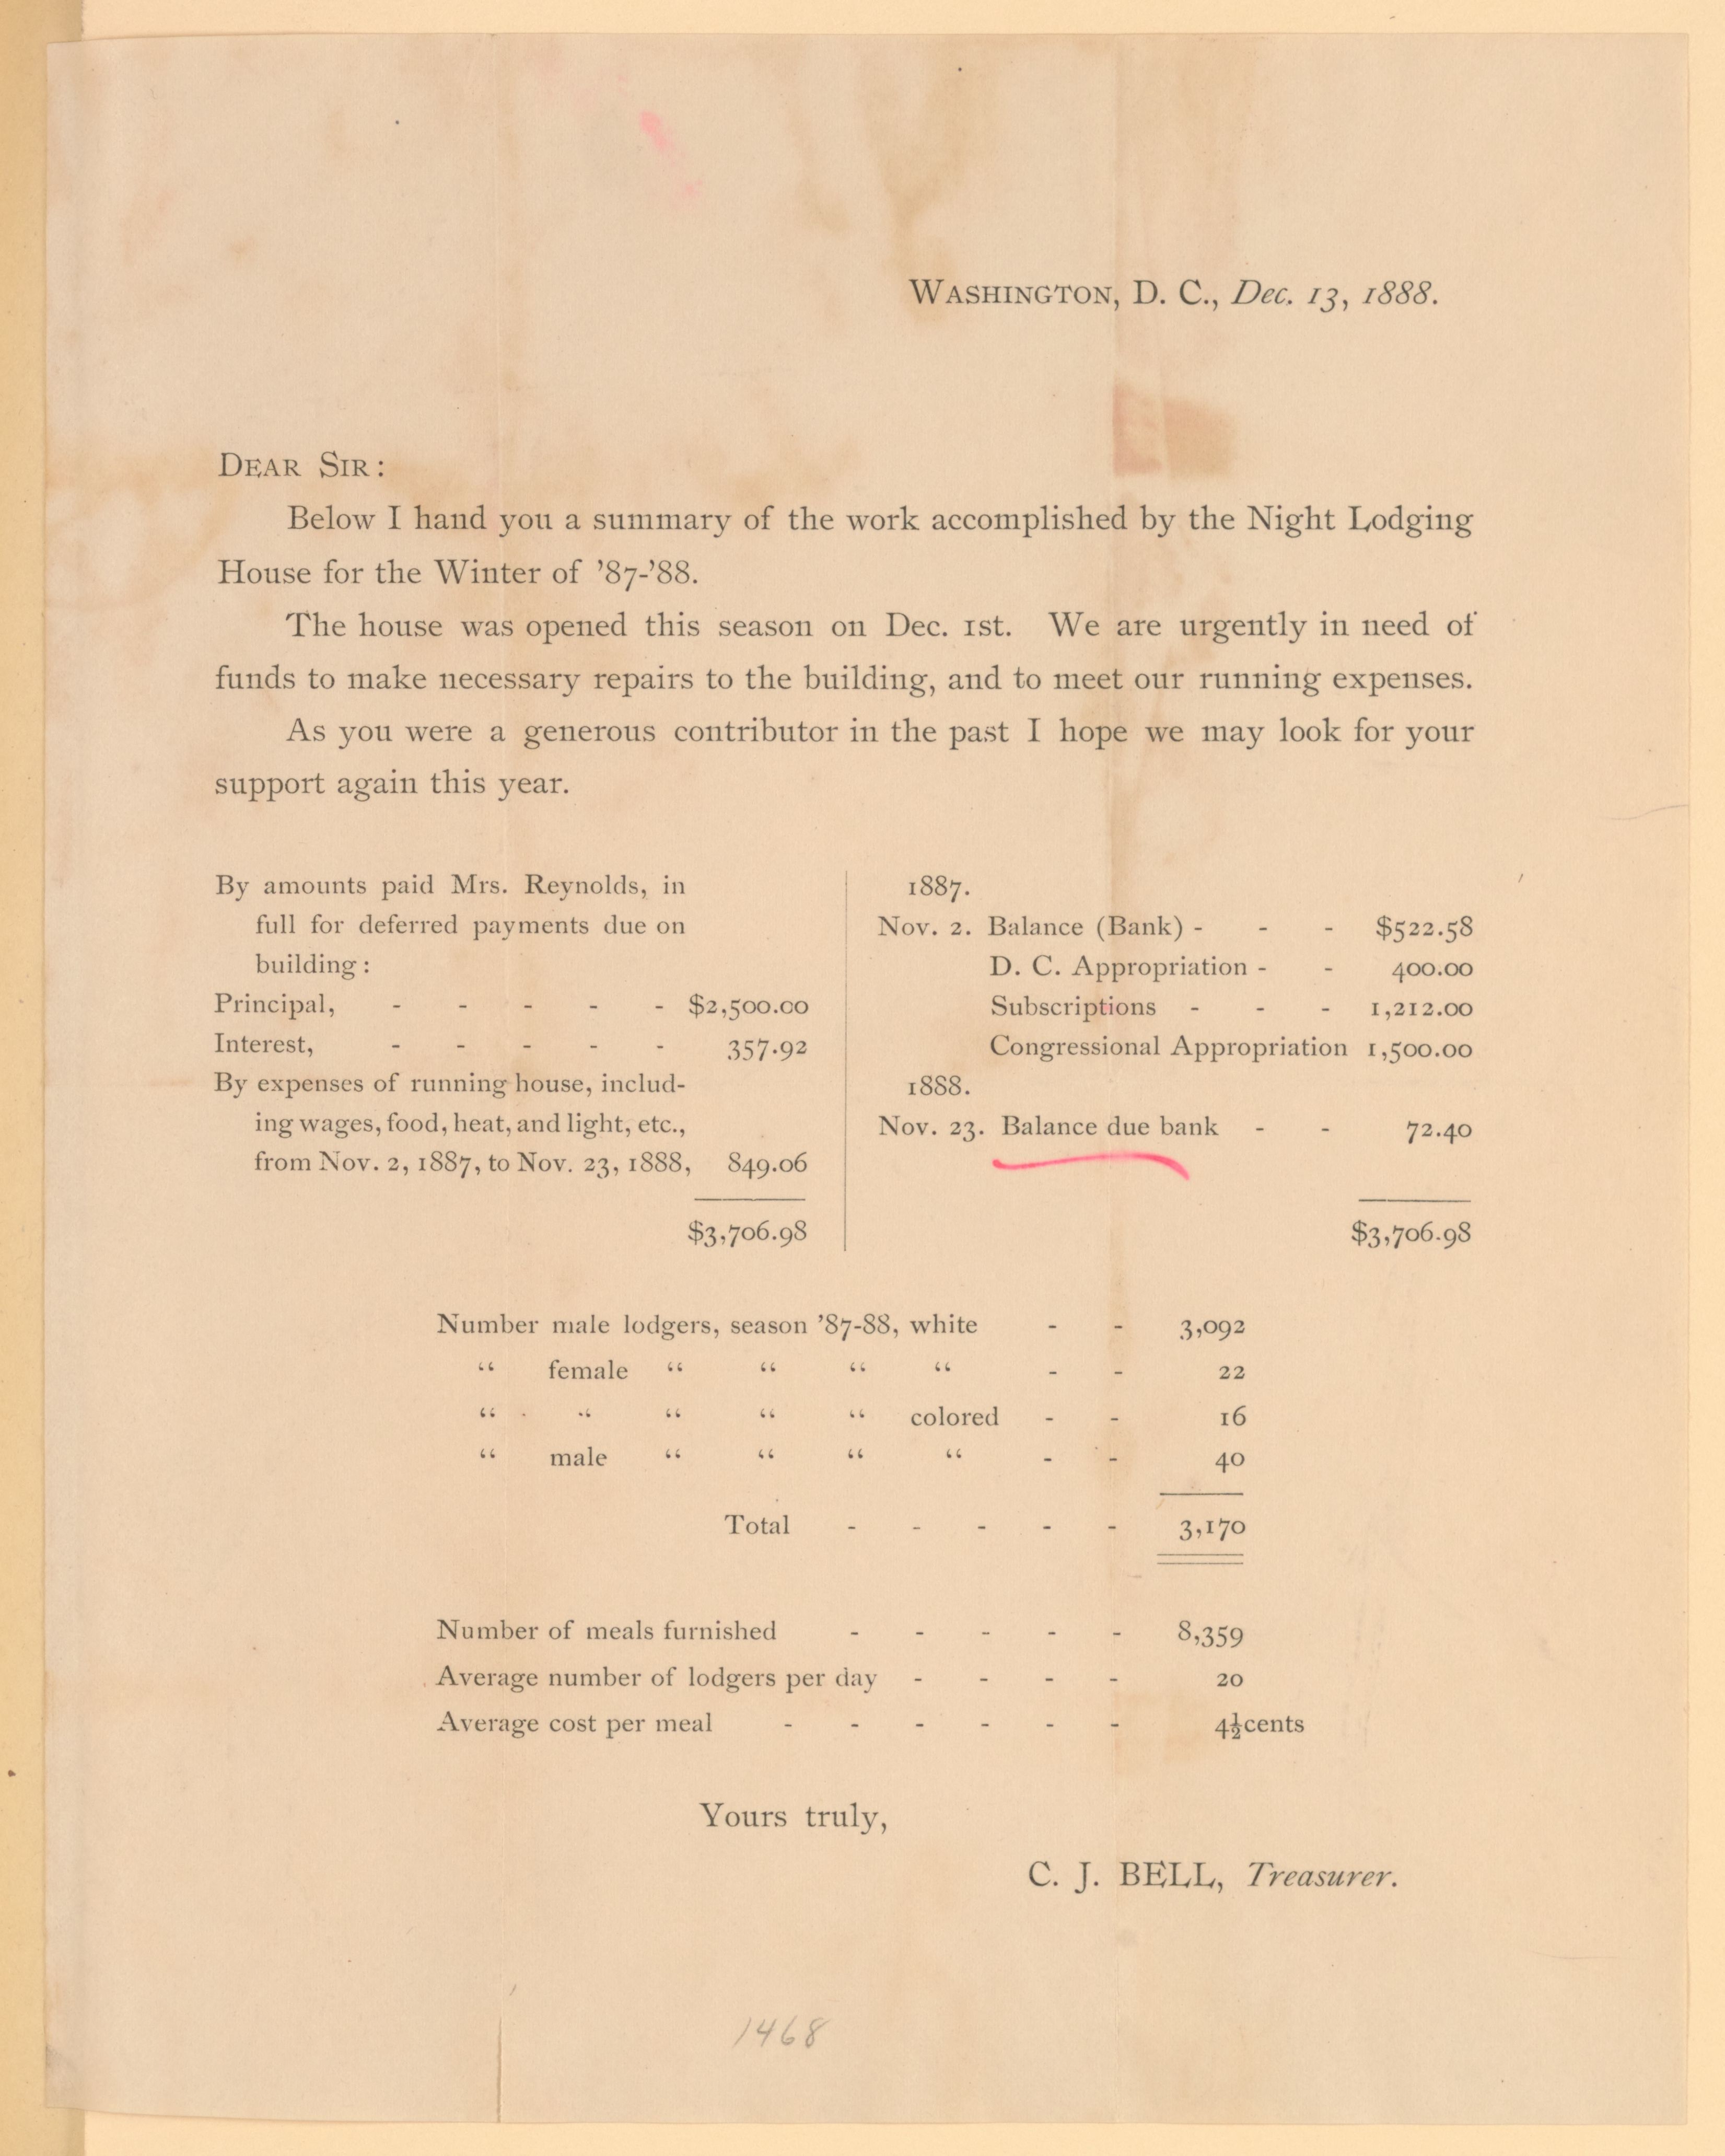 WASHINGTON, D. C., Dec. 13, 1888.
DEAR SIR:
Below I hand you a summary of the work accomplished by the Night Lodging
House for the Winter of ’87-’88.
The house was opened this season on Dec. 1st. We are urgently in need of
funds to make necessary repairs to the building, and to meet our running expenses.
As you were a generous contributor in the past I hope we may look for your
support again this year.
By amounts paid Mrs. Reynolds, in
full for deferred payments due on
building:
Principal, - - - - - $2,500.00
Interest, - - - - - 357.92
By expenses of running house, includ-
ing wages, food, heat, and light, etc.,
from Nov. 2, 1887, to Nov. 23, 1888, 849.06
$3,706.98
1887.
Nov. 2. Balance (Bank) - - - $522.58
D. C. Appropriation - - 400.00
Subscriptions - - - 1,212.00
Congressional Appropriation 1,500.00
1888.
Nov. 23. Balance due bank - - 72.40
$3,706.98
Number male lodgers, season ’87-88, white - - 3,092
“ female “ “ “ “ - - 22
“ “ “ “ “ colored - - 16
“ male “ “ “ “ - - 40
Total - - - - - 3,170
Number of meals furnished - - - - - 8,359
Average number of lodgers per day - - - - 20
Average cost per meal - - - - - - 4½ cents
Yours truly,
C. J. BELL, Treasurer.
1468